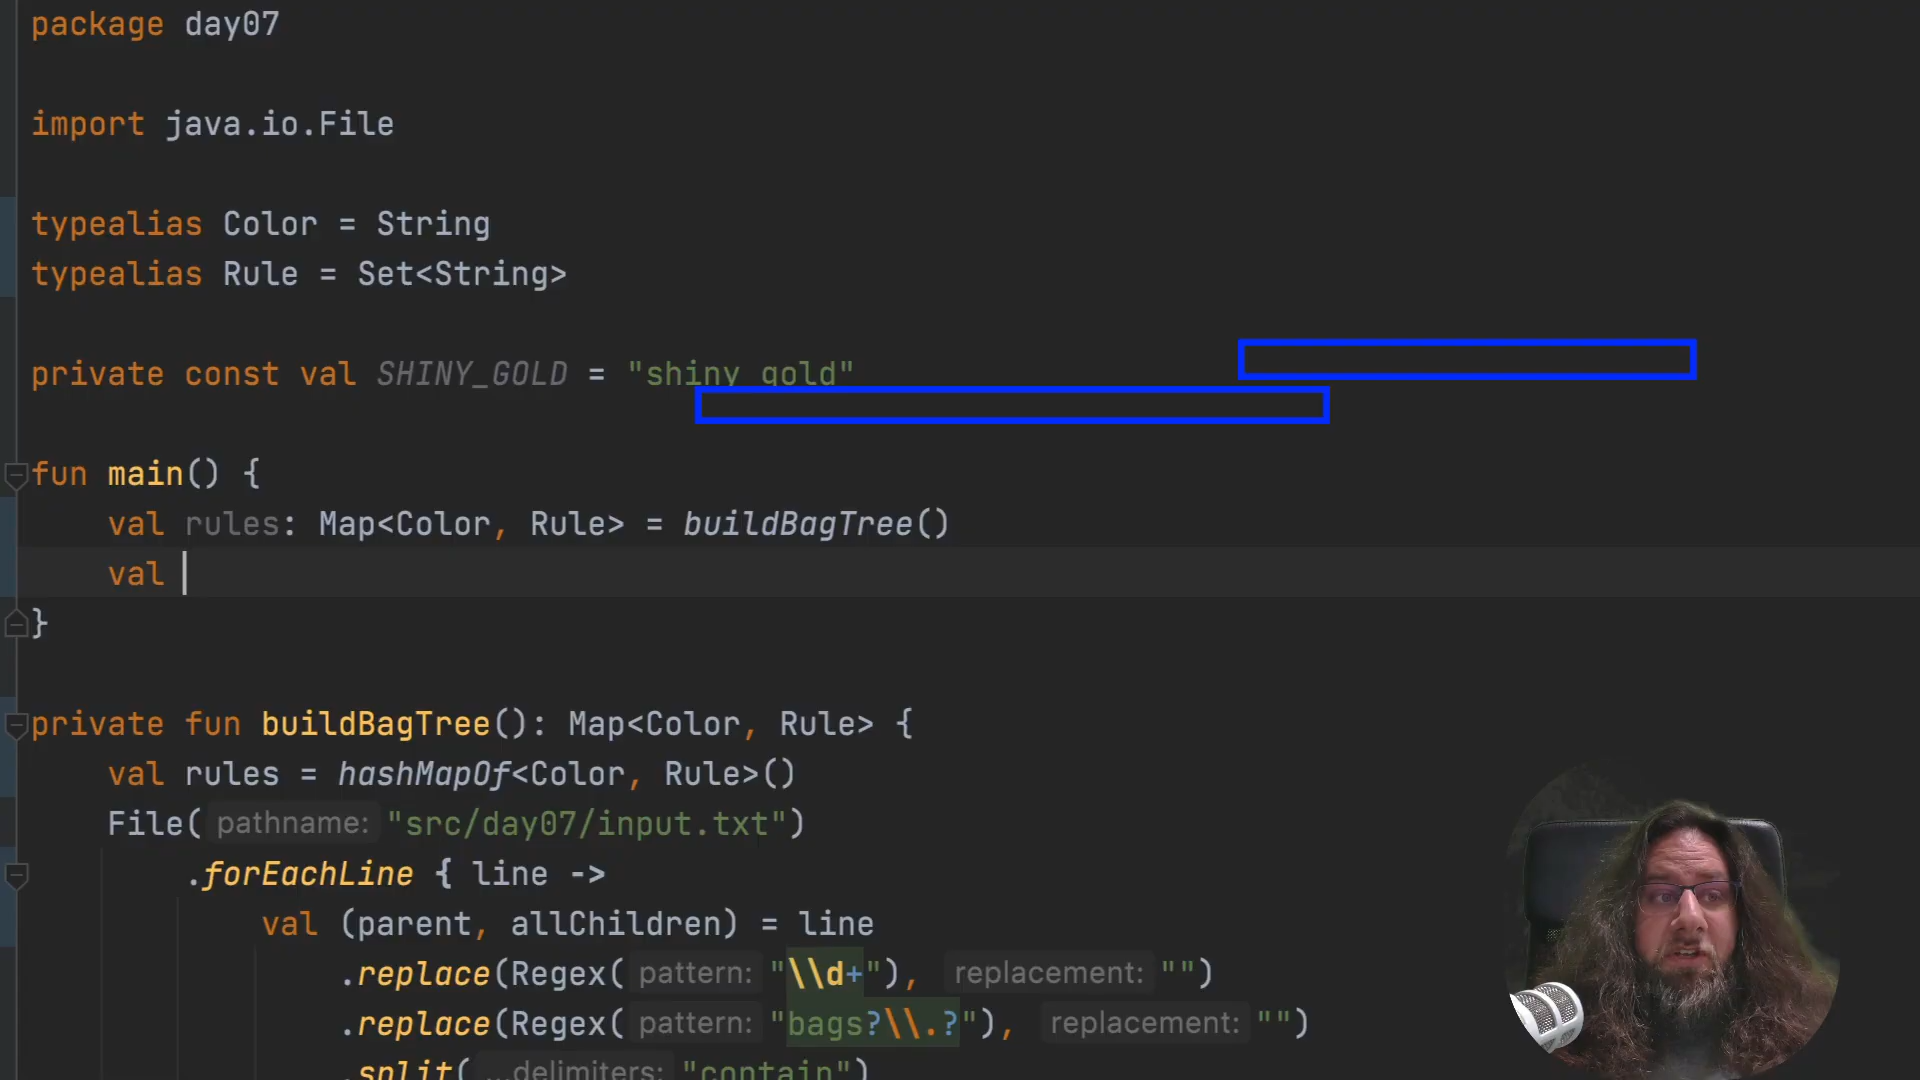 package day07
import java.io.File
typealias Color = String
typealias Rule = Set<String>
private const val SHINY_GOLD = "shiny gold"
fun main() {
val rules: Map<Color, Rule> = buildBagTree()
val
}
private fun buildBagTree(): Map<Color, Rule> {
val rules = hashMapOf<Color, Rule>()
File( pathname: "src/day07/input.txt")
.forEachLine { line ->
val (parent, allChildren) = line
.replace(Regex( pattern: "\\d+"), replacement: "")
.replace(Regex( pattern: "bags?\\.?"), replacement: "")
.split( ...delimiters: "contain")